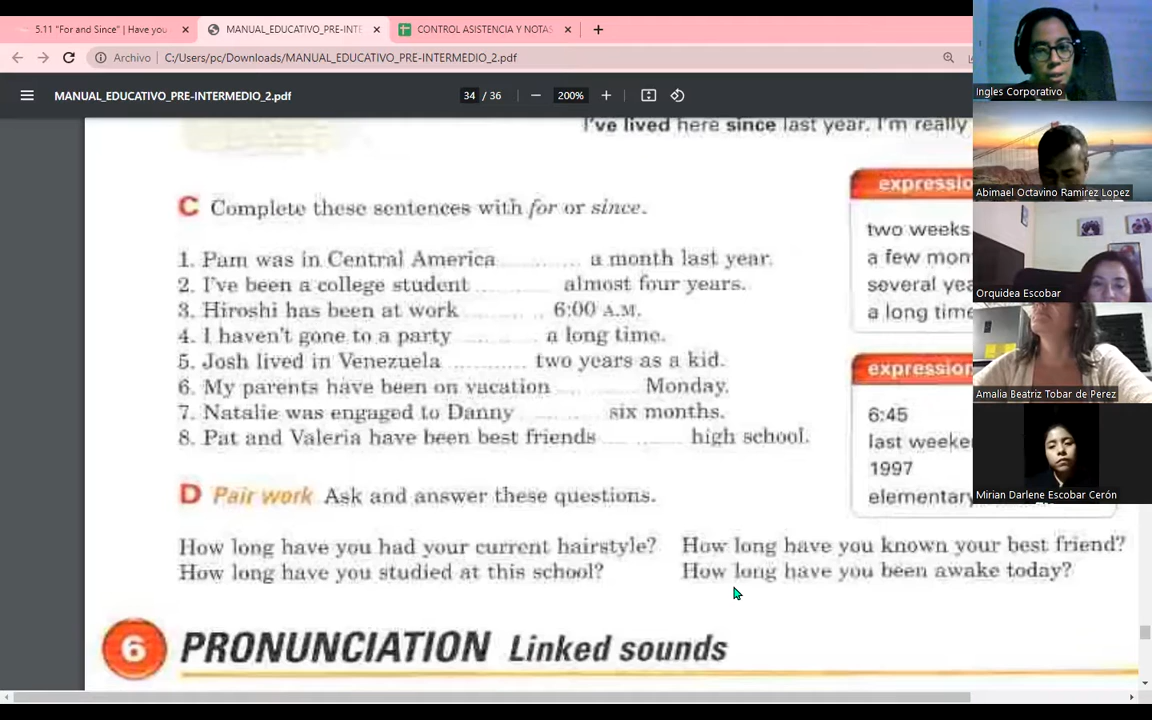 5.11 "For and Since" | Have you
MANUAL_EDUCATIVO_PRE-INTE
CONTROL ASISTENCIA Y NOTAS
Archivo
C:/Users/pc/Downloads/MANUAL_EDUCATIVO_PRE-INTERMEDIO_2.pdf
MANUAL_EDUCATIVO_PRE-INTERMEDIO_2.pdf
34 / 36
200%
I've lived here since last year. I'm really
C Complete these sentences with for or since.
1. Pam was in Central America .......... a month last year.
2. I've been a college student .......... almost four years.
3. Hiroshi has been at work .......... 6:00 A.M.
4. I haven't gone to a party .......... a long time.
5. Josh lived in Venezuela .......... two years as a kid.
6. My parents have been on vacation .......... Monday.
7. Natalie was engaged to Danny .......... six months.
8. Pat and Valeria have been best friends .......... high school.
expressio
two weeks
a few mon
several yea
a long time
expression
6:45
last weeke
1997
elementary
D Pair work Ask and answer these questions.
How long have you had your current hairstyle?
How long have you studied at this school?
How long have you known your best friend?
How long have you been awake today?
6 PRONUNCIATION Linked sounds
Ingles Corporativo
Abimael Octavino Ramirez Lopez
Orquidea Escobar
Amalia Beatriz Tobar de Perez
Mirian Darlene Escobar Cerón